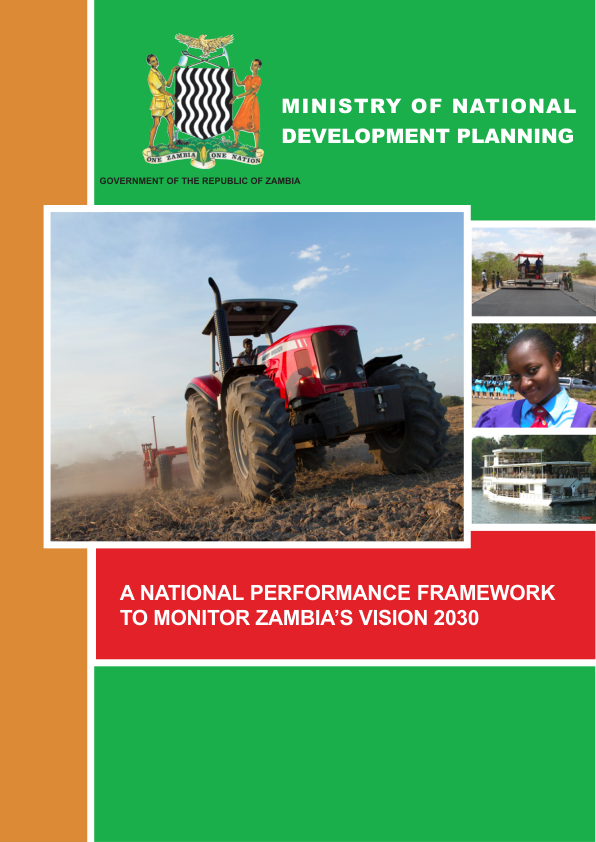 MINISTRY OF NATIONAL
DEVELOPMENT PLANNING
ONE ZAMBIA ONE NATION
GOVERNMENT OF THE REPUBLIC OF ZAMBIA
A NATIONAL PERFORMANCE FRAMEWORK
TO MONITOR ZAMBIA'S VISION 2030